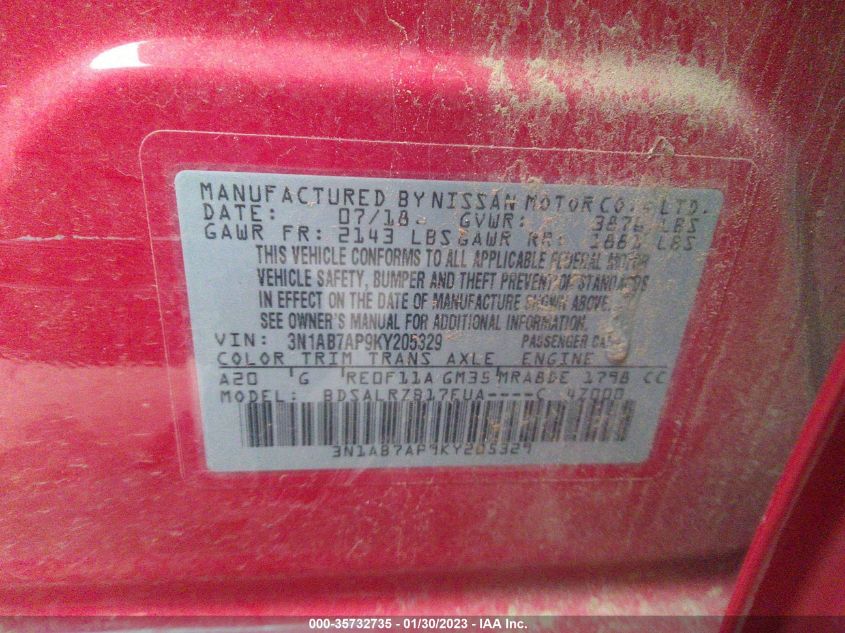 MANUFACTURED BY NISSAN MOTOR CO., LTD.
DATE: 07/18 GVWR: 3876 LBS
GAWR FR: 2143 LBS GAWR RR: 1881 LBS
THIS VEHICLE CONFORMS TO ALL APPLICABLE FEDERAL MOTOR
VEHICLE SAFETY, BUMPER AND THEFT PREVENTION STANDARDS
IN EFFECT ON THE DATE OF MANUFACTURE SHOWN ABOVE.
SEE OWNER'S MANUAL FOR ADDITIONAL INFORMATION.
VIN: 3N1AB7AP9KY205329 PASSENGER CAR
COLOR TRIM TRANS AXLE ENGINE
A20 G RE0F11A GM35 MRA8DE 1798 CC
MODEL: BDSALRZB17EUA----C 4Z000
3N1AB7AP9KY205329
000-35732735 - 01/30/2023 - IAA Inc.